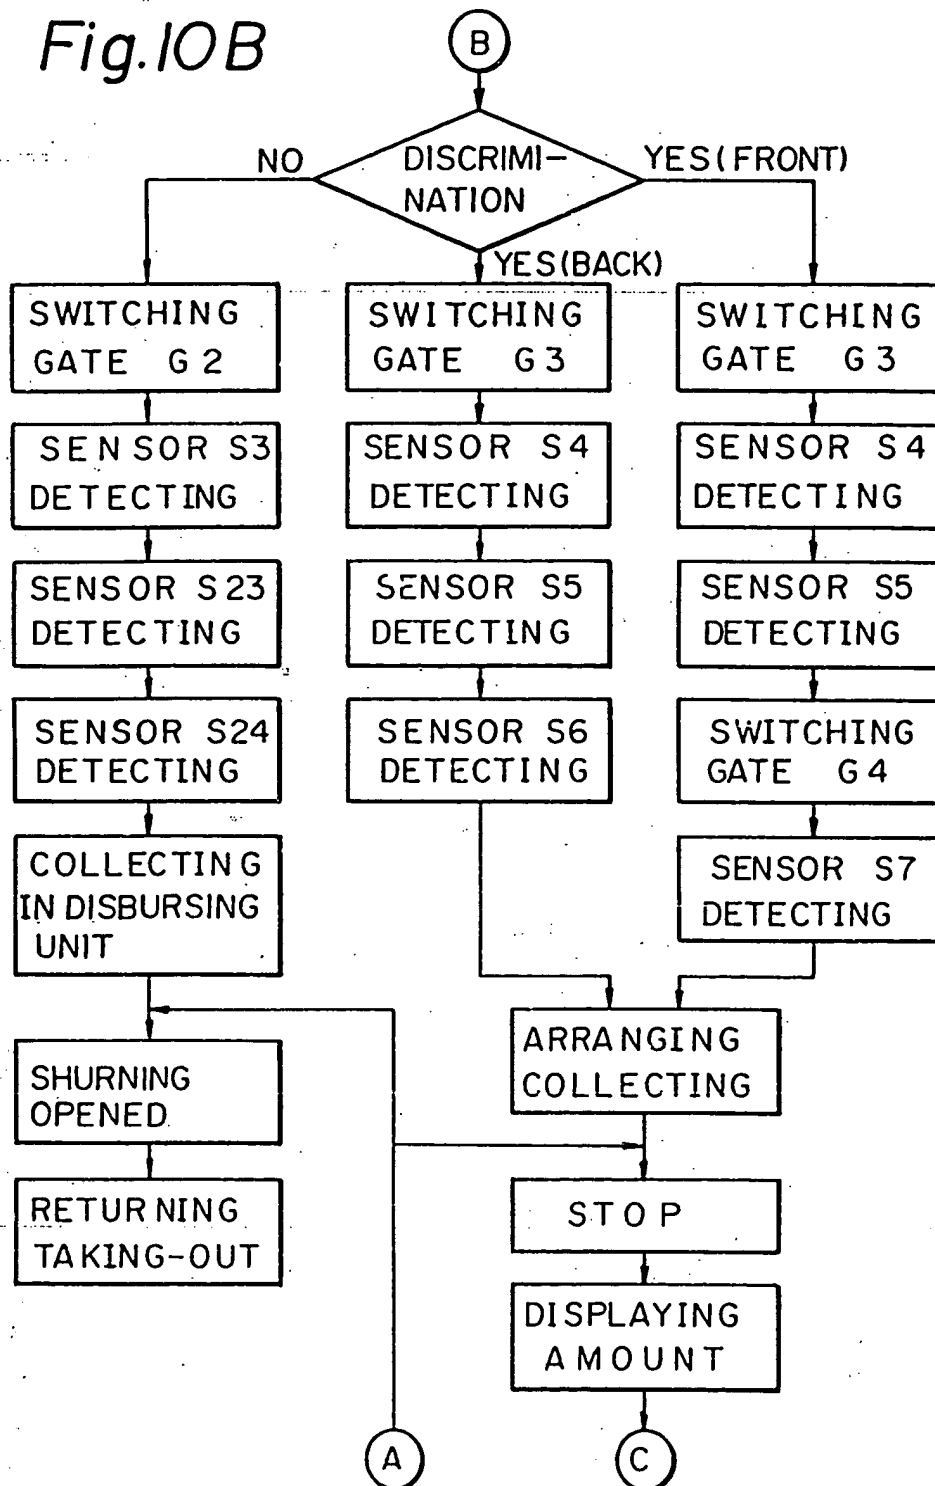 Fig.10B
B
DISCRIMI-
NATION
NO
YES(FRONT)
YES(BACK)
SWITCHING
GATE G2
SENSOR S3
DETECTING
SENSOR S23
DETECTING
SENSOR S24
DETECTING
COLLECTING
IN DISBURSING
UNIT
SHURNING
OPENED
RETURNING
TAKING-OUT
SWITCHING
GATE G3
SENSOR S4
DETECTING
SENSOR S5
DETECTING
SENSOR S6
DETECTING
SWITCHING
GATE G3
SENSOR S4
DETECTING
SENSOR S5
DETECTING
SWITCHING
GATE G4
SENSOR S7
DETECTING
ARRANGING
COLLECTING
STOP
DISPLAYING
AMOUNT
A
C